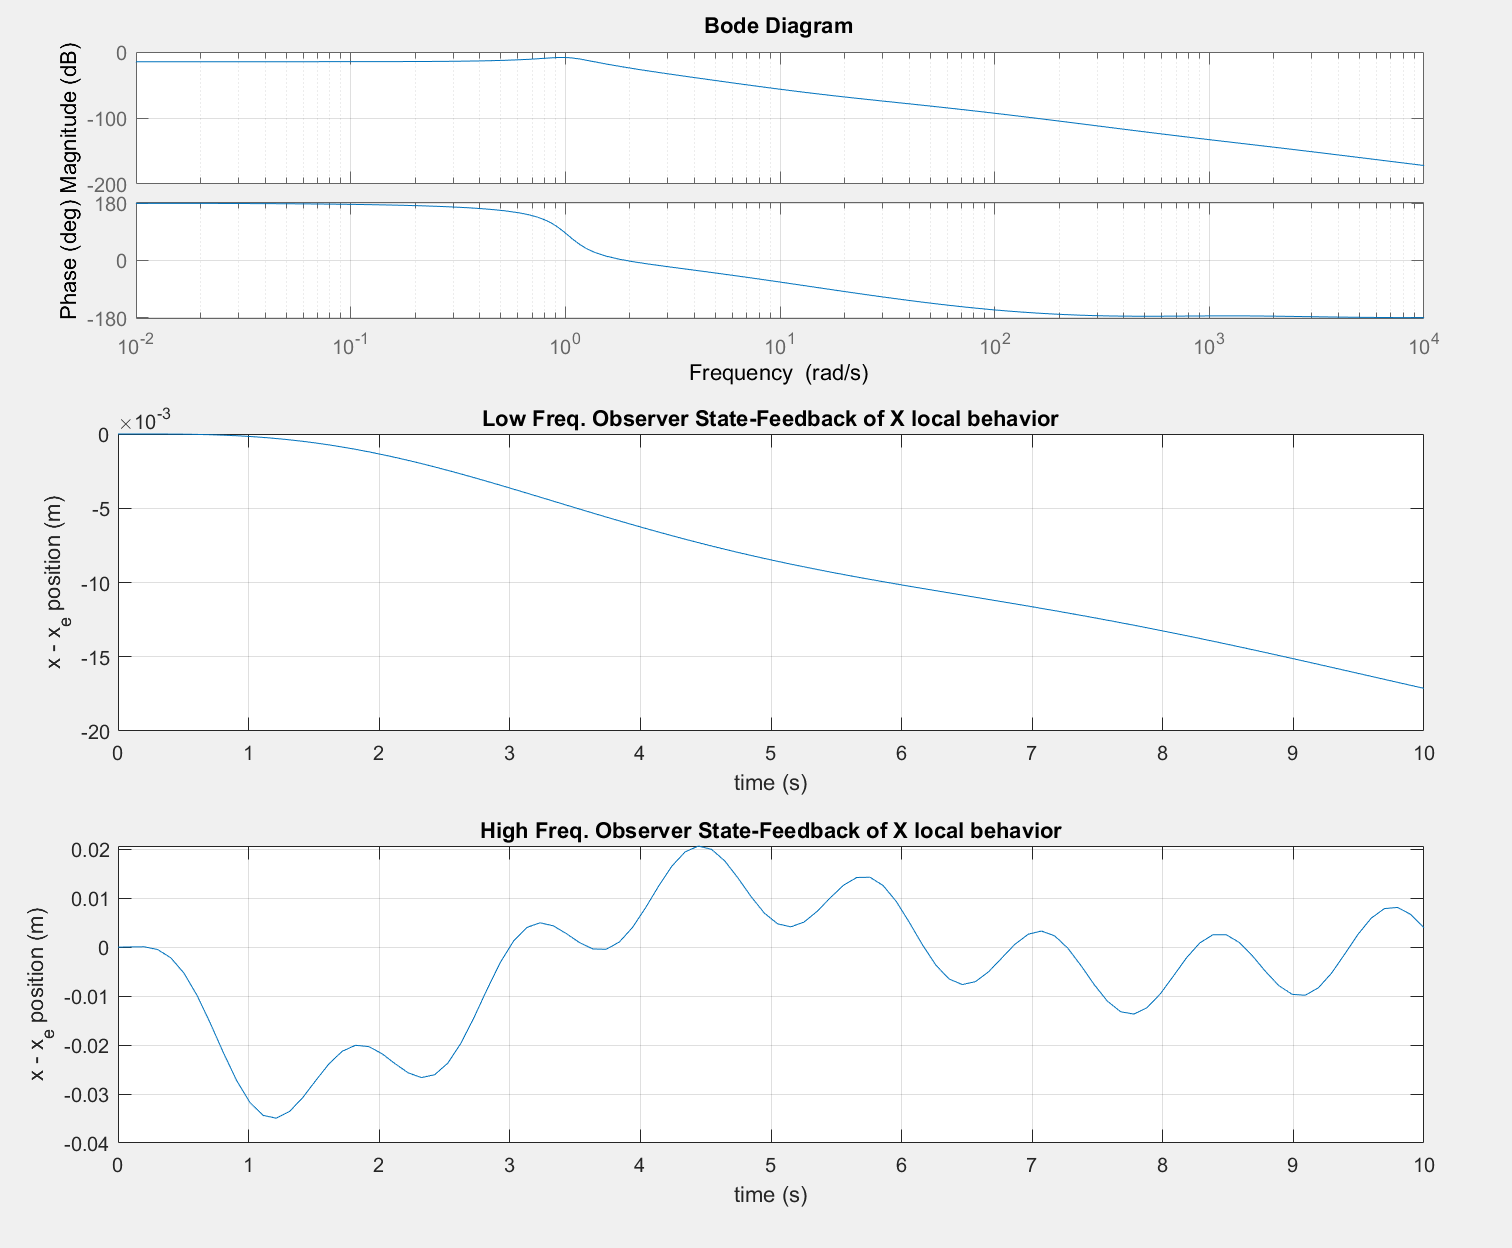 Bode Diagram
Magnitude (dB)
0
-100
-200
Phase (deg)
180
0
-180
10^-2
10^-1
10^0
10^1
10^2
10^3
10^4
Frequency (rad/s)
Low Freq. Observer State-Feedback of X local behavior
×10^-3
x - x_e position (m)
0
-5
-10
-15
-20
0 1 2 3 4 5 6 7 8 9 10
time (s)
High Freq. Observer State-Feedback of X local behavior
x - x_e position (m)
0.02
0.01
0
-0.01
-0.02
-0.03
-0.04
0 1 2 3 4 5 6 7 8 9 10
time (s)